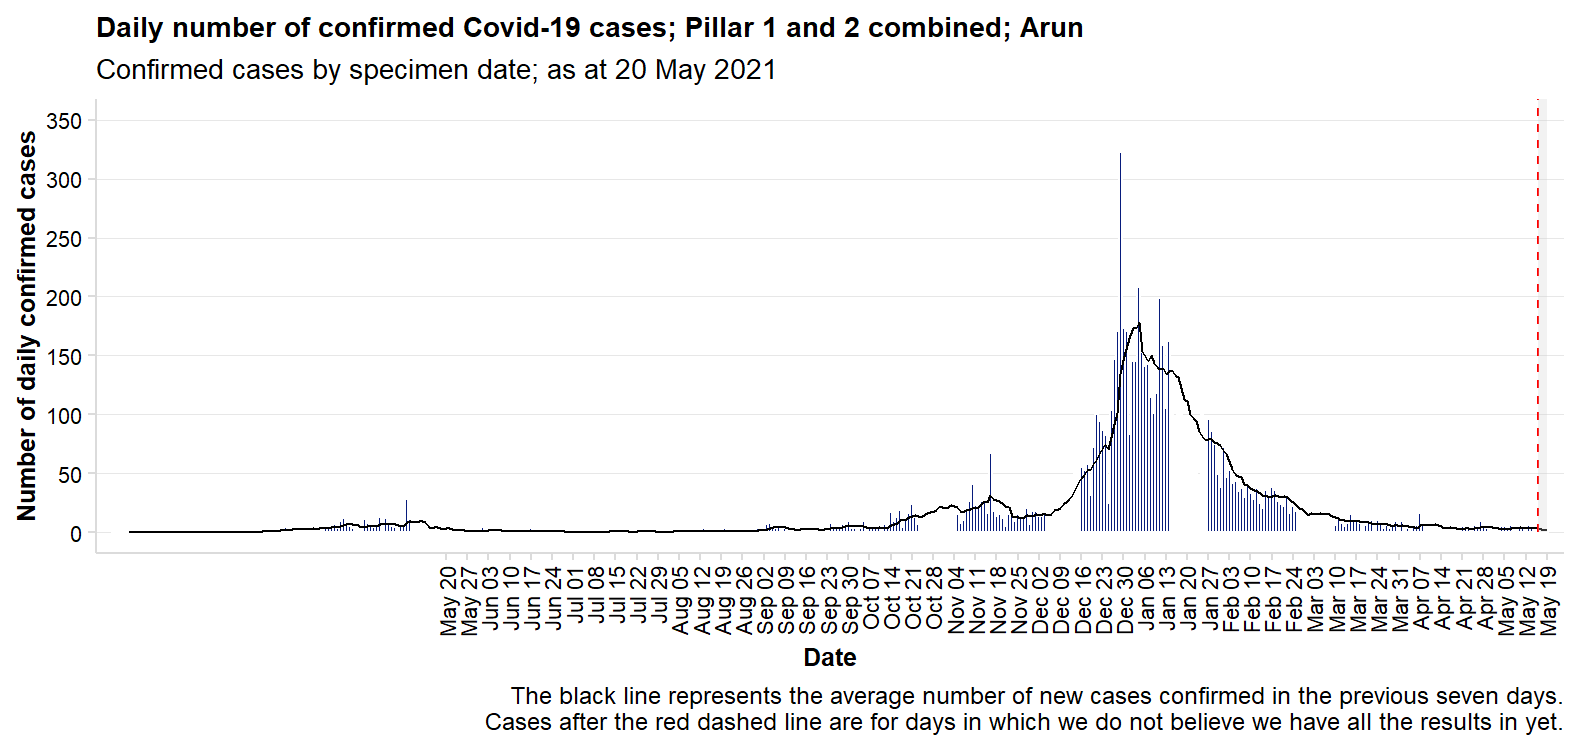 Daily number of confirmed Covid-19 cases; Pillar 1 and 2 combined; Arun
Confirmed cases by specimen date; as at 20 May 2021
Number of daily confirmed cases
350
300
250
200
150
100
50
0
May 20
May 27
Jun 03
Jun 10
Jun 17
Jun 24
Jul 01
Jul 08
Jul 15
Jul 22
Jul 29
Aug 05
Aug 12
Aug 19
Aug 26
Sep 02
Sep 09
Sep 16
Sep 23
Sep 30
Oct 07
Oct 14
Oct 21
Oct 28
Nov 04
Nov 11
Nov 18
Nov 25
Dec 02
Dec 09
Dec 16
Dec 23
Dec 30
Jan 06
Jan 13
Jan 20
Jan 27
Feb 03
Feb 10
Feb 17
Feb 24
Mar 03
Mar 10
Mar 17
Mar 24
Mar 31
Apr 07
Apr 14
Apr 21
Apr 28
May 05
May 12
May 19
Date
The black line represents the average number of new cases confirmed in the previous seven days.
Cases after the red dashed line are for days in which we do not believe we have all the results in yet.